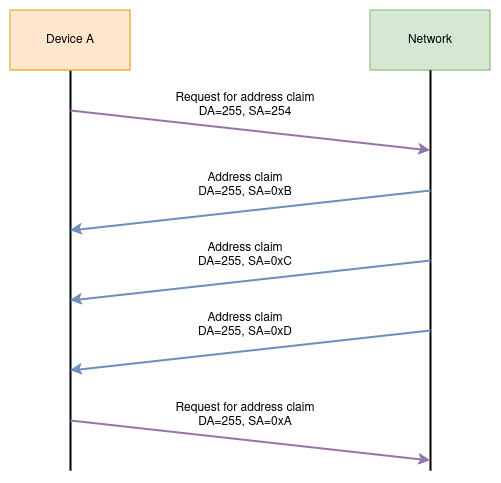 Device A
Network
Request for address claim
DA=255, SA=254
Address claim
DA=255, SA=0xB
Address claim
DA=255, SA=0xC
Address claim
DA=255, SA=0xD
Request for address claim
DA=255, SA=0xA